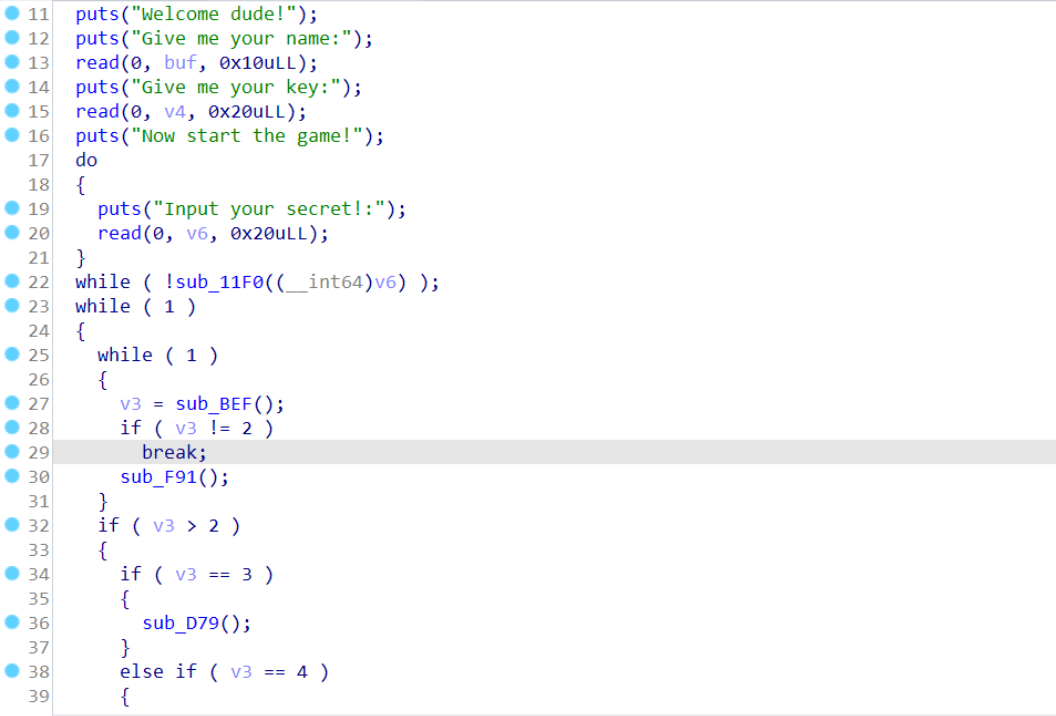 11 puts("Welcome dude!");
12 puts("Give me your name:");
13 read(0, buf, 0x10uLL);
14 puts("Give me your key:");
15 read(0, v4, 0x20uLL);
16 puts("Now start the game!");
17 do
18 {
19 puts("Input your secret!:");
20 read(0, v6, 0x20uLL);
21 }
22 while ( !sub_11F0((__int64)v6) );
23 while ( 1 )
24 {
25 while ( 1 )
26 {
27 v3 = sub_BEF();
28 if ( v3 != 2 )
29 break;
30 sub_F91();
31 }
32 if ( v3 > 2 )
33 {
34 if ( v3 == 3 )
35 {
36 sub_D79();
37 }
38 else if ( v3 == 4 )
39 {